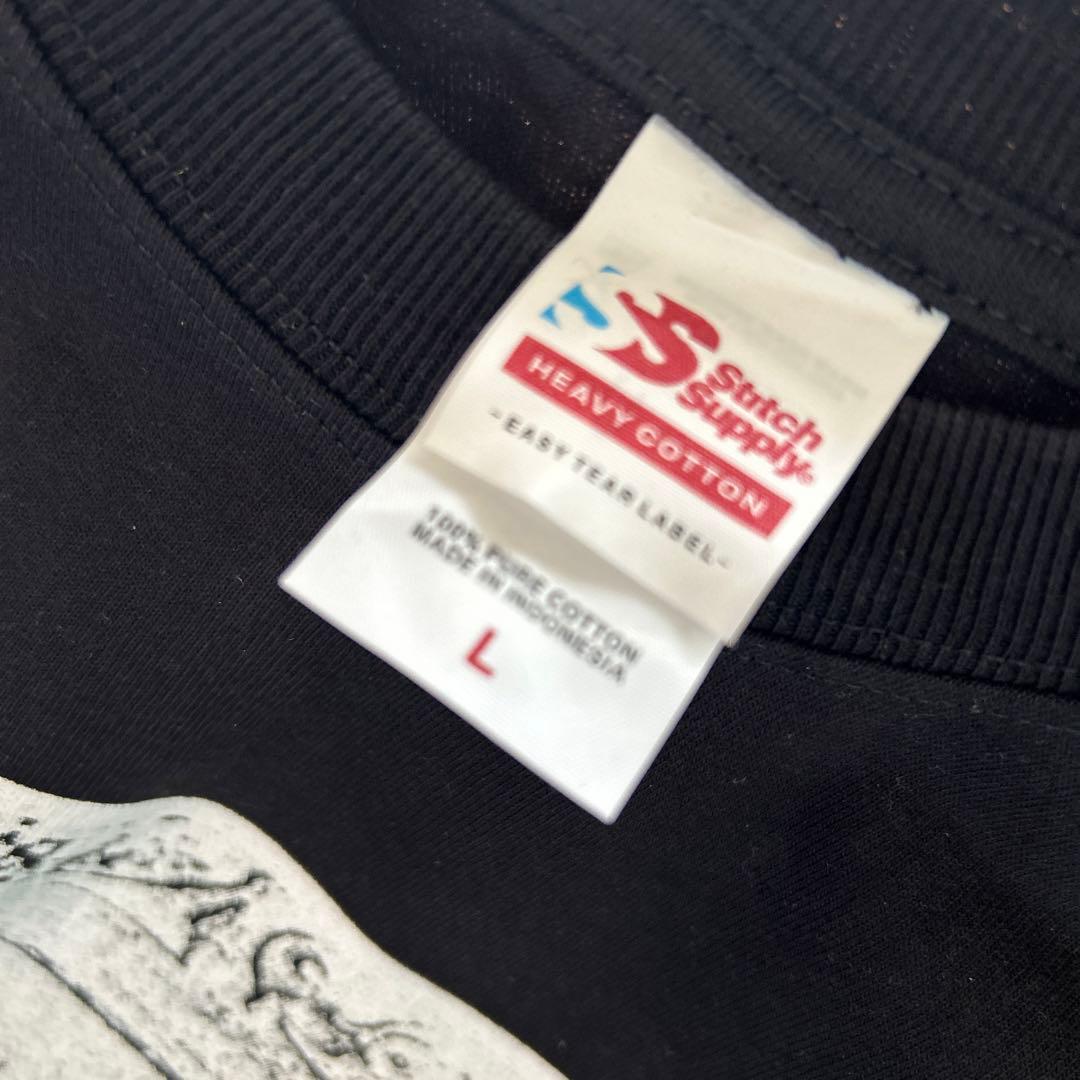 Stitch
Supply®
HEAVY COTTON
-EASY TEAR LABEL-
100% PURE COTTON
MADE IN INDONESIA
L